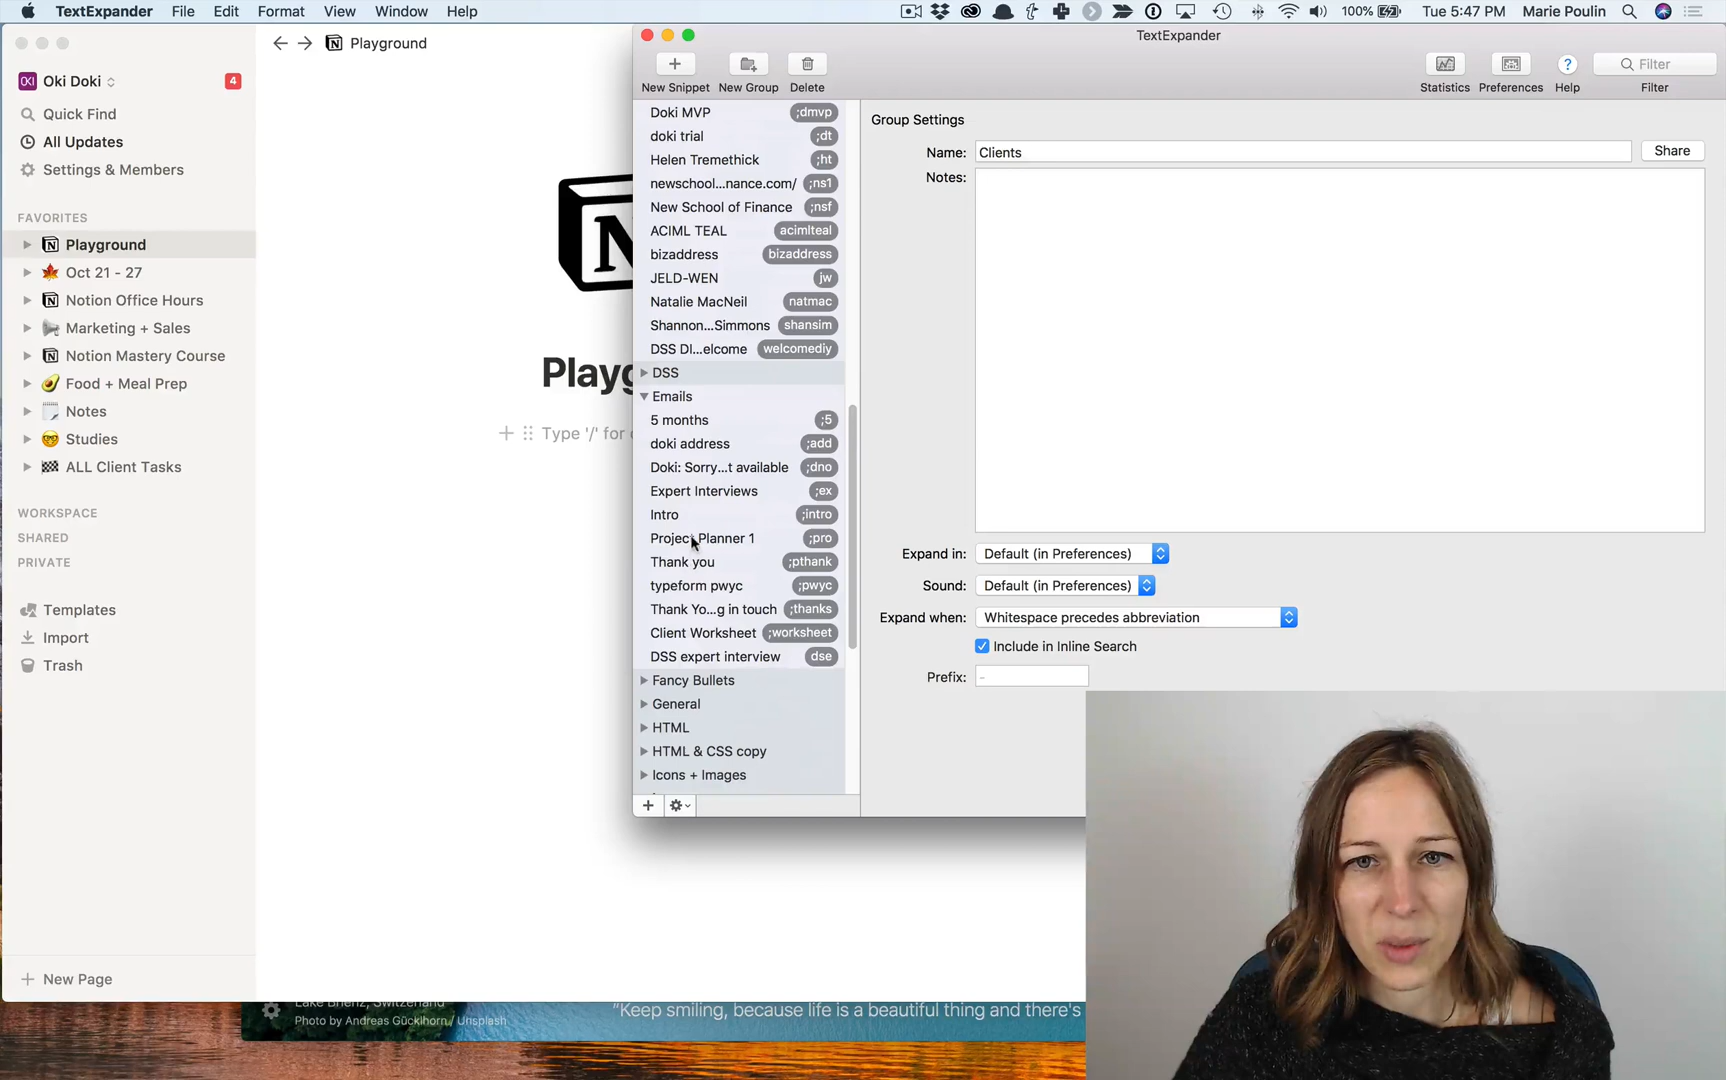 TextExpander File Edit Format View Window Help 100% Tue 5:47 PM Marie Poulin
Playground
OKI Oki Doki 4
Quick Find
All Updates
Settings & Members
FAVORITES
Playground
Oct 21 - 27
Notion Office Hours
Marketing + Sales
Notion Mastery Course
Food + Meal Prep
Notes
Studies
ALL Client Tasks
WORKSPACE
SHARED
PRIVATE
Templates
Import
Trash
+ New Page
N
Playg
Type '/' for
TextExpander
New Snippet New Group Delete Statistics Preferences ? Help Filter
Filter
Doki MVP ;dmvp
doki trial ;dt
Helen Tremethick ;ht
newschool...nance.com/ ;ns1
New School of Finance ;nsf
ACIML TEAL acimlteal
bizaddress bizaddress
JELD-WEN jw
Natalie MacNeil natmac
Shannon...Simmons shansim
DSS DI...elcome welcomediy
DSS
Emails
5 months ;5
doki address ;add
Doki: Sorry...t available ;dno
Expert Interviews ;ex
Intro ;intro
Project Planner 1 ;pro
Thank you ;pthank
typeform pwyc ;pwyc
Thank Yo...g in touch ;thanks
Client Worksheet ;worksheet
DSS expert interview dse
Fancy Bullets
General
HTML
HTML & CSS copy
Icons + Images
Group Settings
Name: Clients Share
Notes:
Expand in: Default (in Preferences)
Sound: Default (in Preferences)
Expand when: Whitespace precedes abbreviation
Include in Inline Search
Prefix: -
Lake Brienz, Switzerland
Photo by Andreas Gücklhorn / Unsplash
"Keep smiling, because life is a beautiful thing and there's